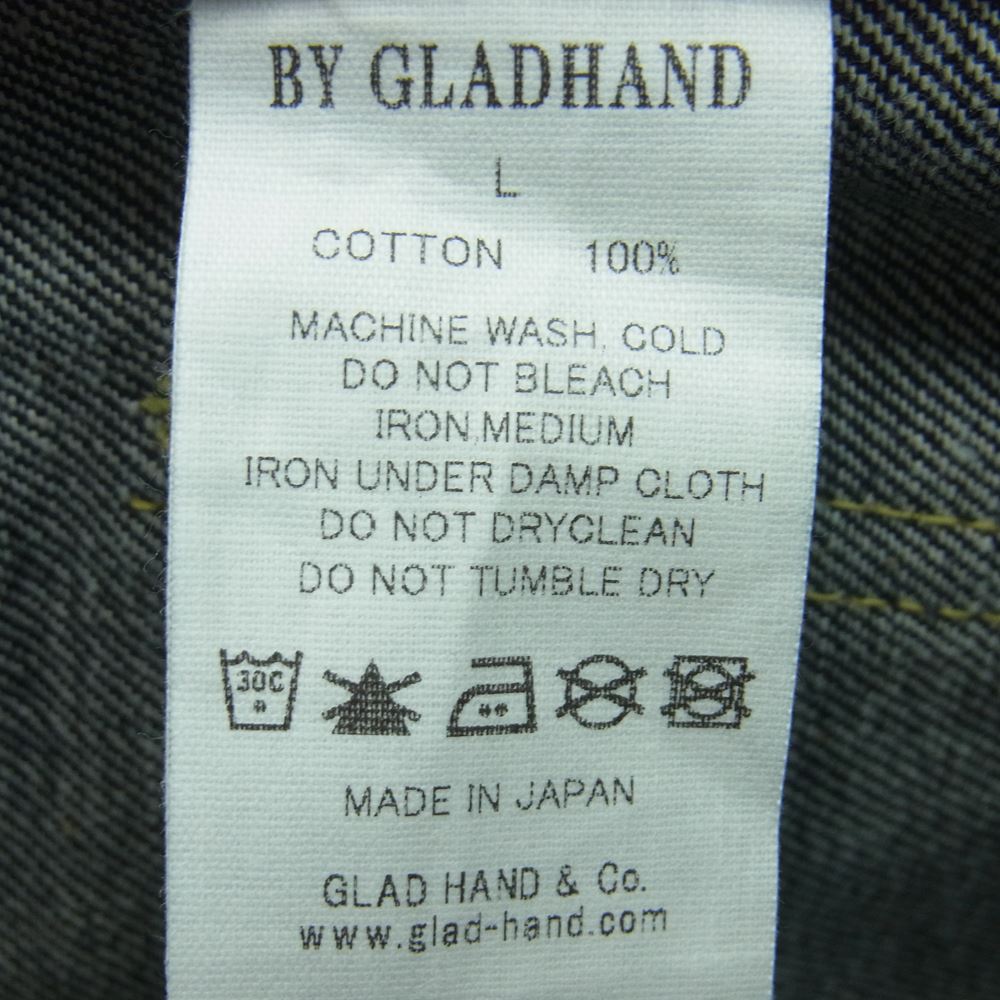 BY GLADHAND
L
COTTON 100%
MACHINE WASH, COLD
DO NOT BLEACH
IRON,MEDIUM
IRON UNDER DAMP CLOTH
DO NOT DRYCLEAN
DO NOT TUMBLE DRY
30C
MADE IN JAPAN
GLAD HAND & Co.
www.glad-hand.com